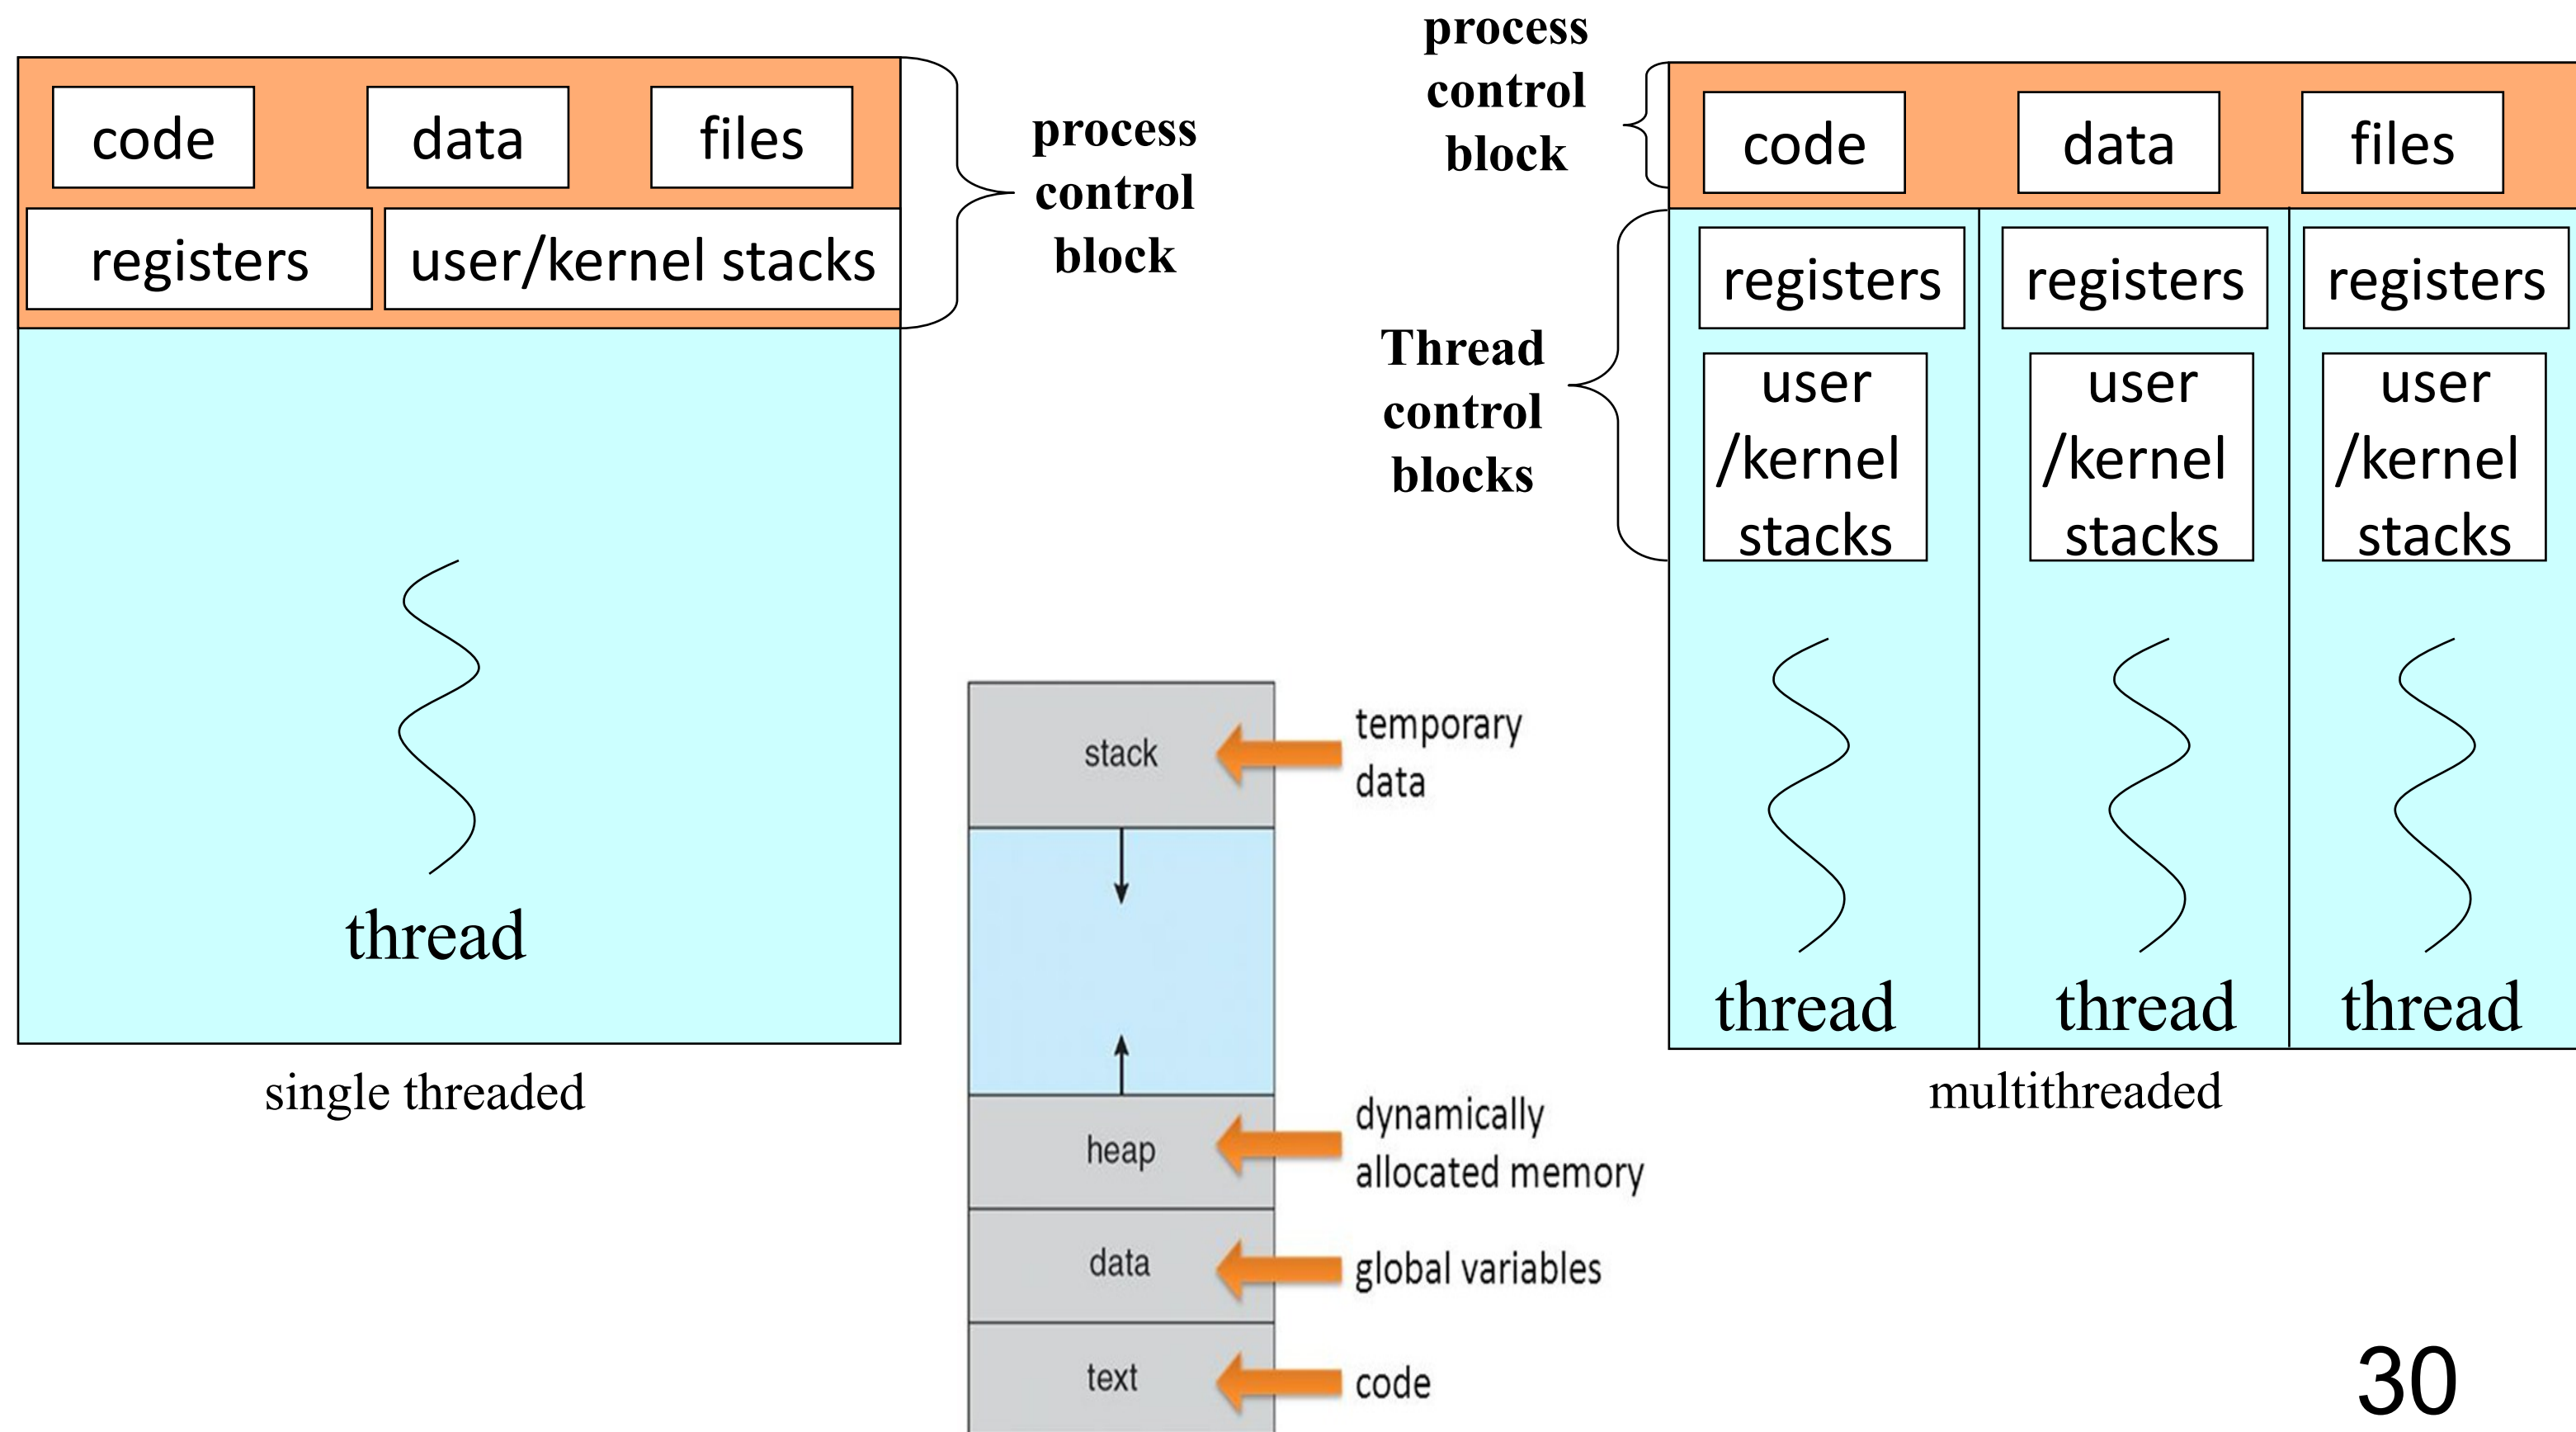 code
data
files
registers
user/kernel stacks
process
control
block
thread
single threaded
process
control
block
code
data
files
Thread
control
blocks
registers
registers
registers
user
/kernel
stacks
user
/kernel
stacks
user
/kernel
stacks
thread
thread
thread
multithreaded
stack
temporary
data
heap
dynamically
allocated memory
data
global variables
text
code
30